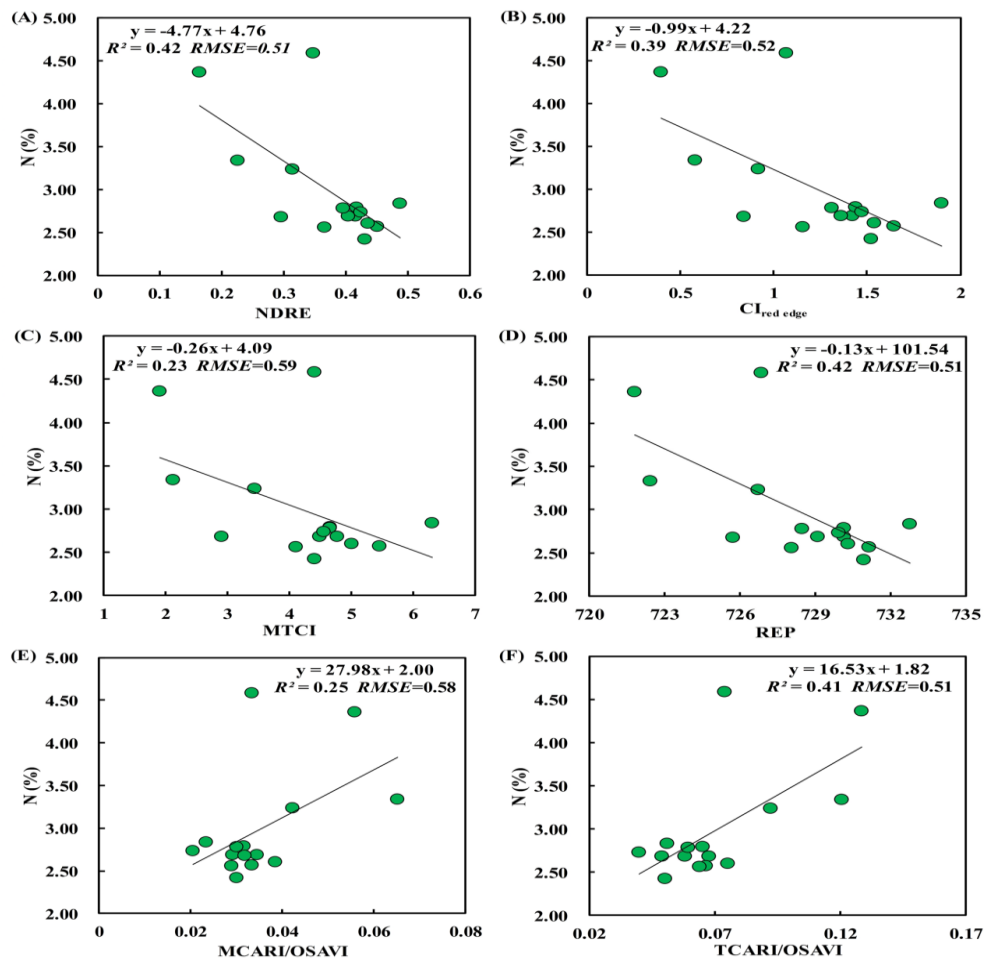 (A)
y = -4.77x + 4.76
R² = 0.42 RMSE=0.51
5.00
4.50
4.00
3.50
3.00
2.50
2.00
N (%)
0 0.1 0.2 0.3 0.4 0.5 0.6
NDRE
(B)
y = -0.99x + 4.22
R² = 0.39 RMSE=0.52
5.00
4.50
4.00
3.50
3.00
2.50
2.00
N (%)
0 0.5 1 1.5 2
CIred edge
(C)
y = -0.26x + 4.09
R² = 0.23 RMSE=0.59
5.00
4.50
4.00
3.50
3.00
2.50
2.00
N (%)
1 2 3 4 5 6 7
MTCI
(D)
y = -0.13x + 101.54
R² = 0.42 RMSE=0.51
5.00
4.50
4.00
3.50
3.00
2.50
2.00
N (%)
720 723 726 729 732 735
REP
(E)
y = 27.98x + 2.00
R² = 0.25 RMSE=0.58
5.00
4.50
4.00
3.50
3.00
2.50
2.00
N (%)
0 0.02 0.04 0.06 0.08
MCARI/OSAVI
(F)
y = 16.53x + 1.82
R² = 0.41 RMSE=0.51
5.00
4.50
4.00
3.50
3.00
2.50
2.00
N (%)
0.02 0.07 0.12 0.17
TCARI/OSAVI